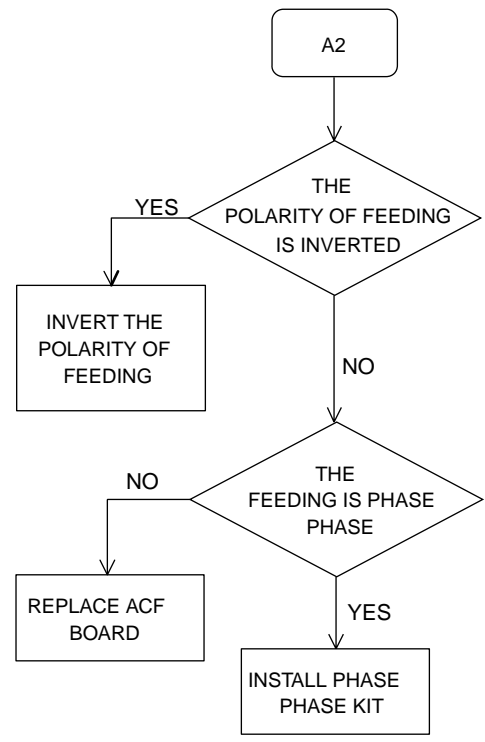 A2
THE
POLARITY OF FEEDING
IS INVERTED
YES
INVERT THE
POLARITY OF
FEEDING
NO
THE
FEEDING IS PHASE
PHASE
NO
REPLACE ACF
BOARD
YES
INSTALL PHASE
PHASE KIT